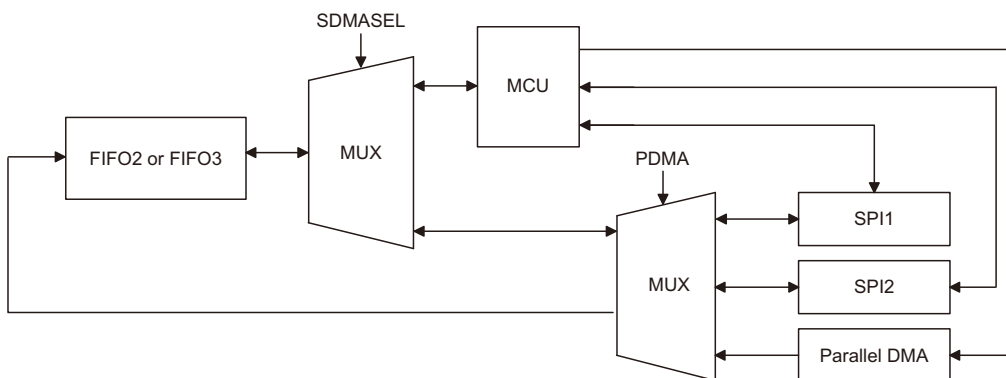 SDMASEL
MCU
MUX
FIFO2 or FIFO3
PDMA
SPI1
MUX
SPI2
Parallel DMA